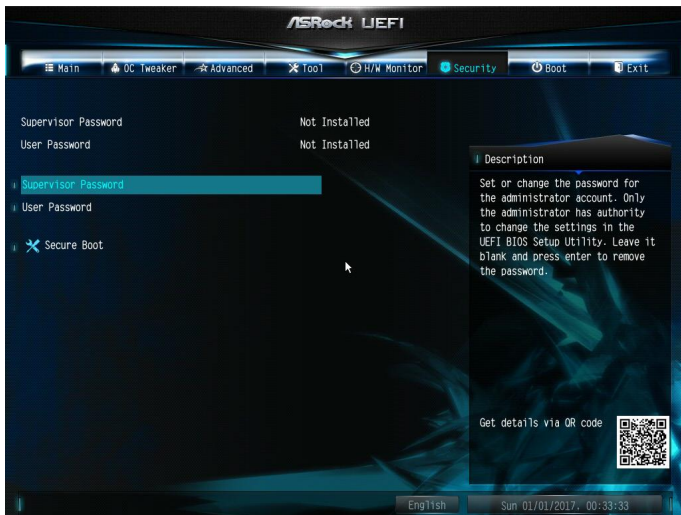 ASRock UEFI
Main OC Tweaker Advanced Tool H/W Monitor Security Boot Exit
Supervisor Password Not Installed
User Password Not Installed
Supervisor Password
User Password
Secure Boot
Description
Set or change the password for
the administrator account. Only
the administrator has authority
to change the settings in the
UEFI BIOS Setup Utility. Leave it
blank and press enter to remove
the password.
Get details via QR code
English Sun 01/01/2017. 00:33:33